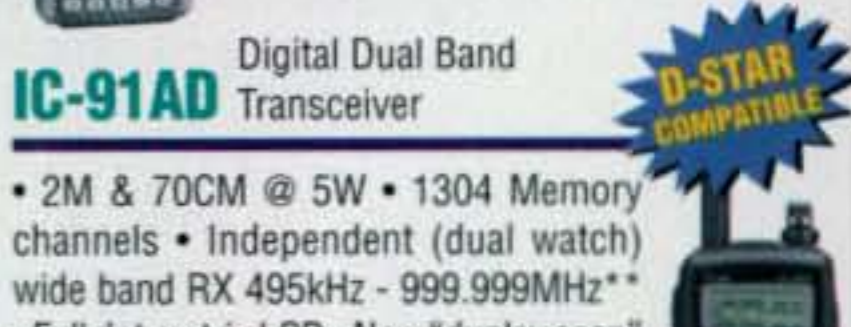 IC-91AD Digital Dual Band
Transceiver
D-STAR
COMPATIBLE
• 2M & 70CM @ 5W • 1304 Memory
channels • Independent (dual watch)
wide band RX 495kHz - 999.999MHz**